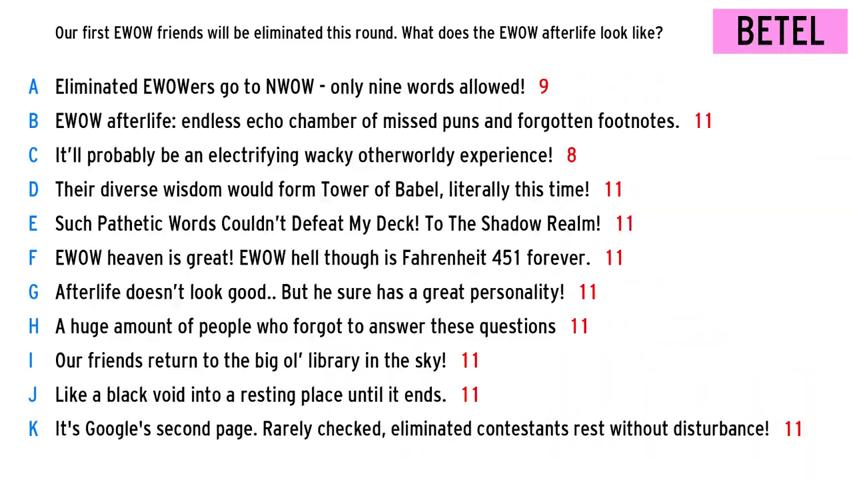 Our first EWOW friends will be eliminated this round. What does the EWOW afterlife look like?
BETEL
A Eliminated EWOWers go to NWOW - only nine words allowed! 9
B EWOW afterlife: endless echo chamber of missed puns and forgotten footnotes. 11
C It’ll probably be an electrifying wacky otherworldly experience! 8
D Their diverse wisdom would form Tower of Babel, literally this time! 11
E Such Pathetic Words Couldn’t Defeat My Deck! To The Shadow Realm! 11
F EWOW heaven is great! EWOW hell though is Fahrenheit 451 forever. 11
G Afterlife doesn’t look good.. But he sure has a great personality! 11
H A huge amount of people who forgot to answer these questions 11
I Our friends return to the big ol’ library in the sky! 11
J Like a black void into a resting place until it ends. 11
K It's Google's second page. Rarely checked, eliminated contestants rest without disturbance! 11